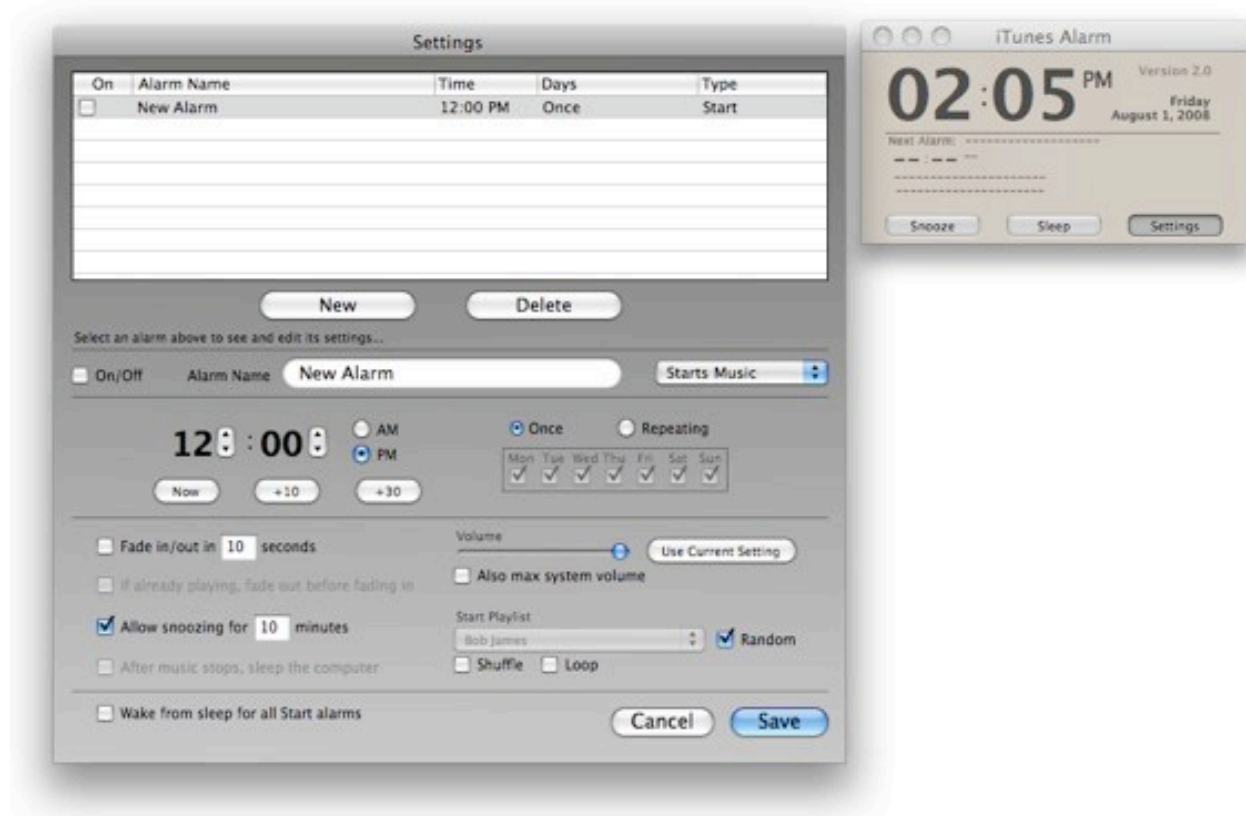 Settings
On Alarm Name Time Days Type
New Alarm 12:00 PM Once Start
New Delete
Select an alarm above to see and edit its settings...
On/Off Alarm Name New Alarm Starts Music
12 : 00 AM
PM
Once Repeating
Mon Tue Wed Thu Fri Sat Sun
Now +10 +30
Fade in/out in 10 seconds
If already playing, fade out before fading in
Allow snoozing for 10 minutes
After music stops, sleep the computer
Volume
Use Current Setting
Also max system volume
Start Playlist
Bob James Random
Shuffle Loop
Wake from sleep for all Start alarms
Cancel Save
iTunes Alarm
02:05 PM
Version 2.0
Friday
August 1, 2008
Next Alarm: --------------------
--:-- --
--------------------
--------------------
Snooze Sleep Settings